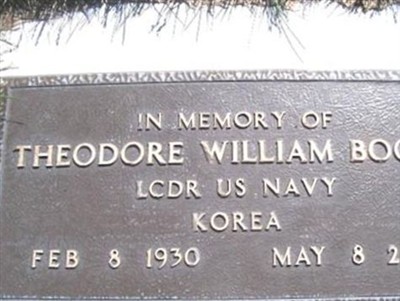 IN MEMORY OF
THEODORE WILLIAM
LCDR US NAVY
KOREA
FEB 8 1930 MAY 8